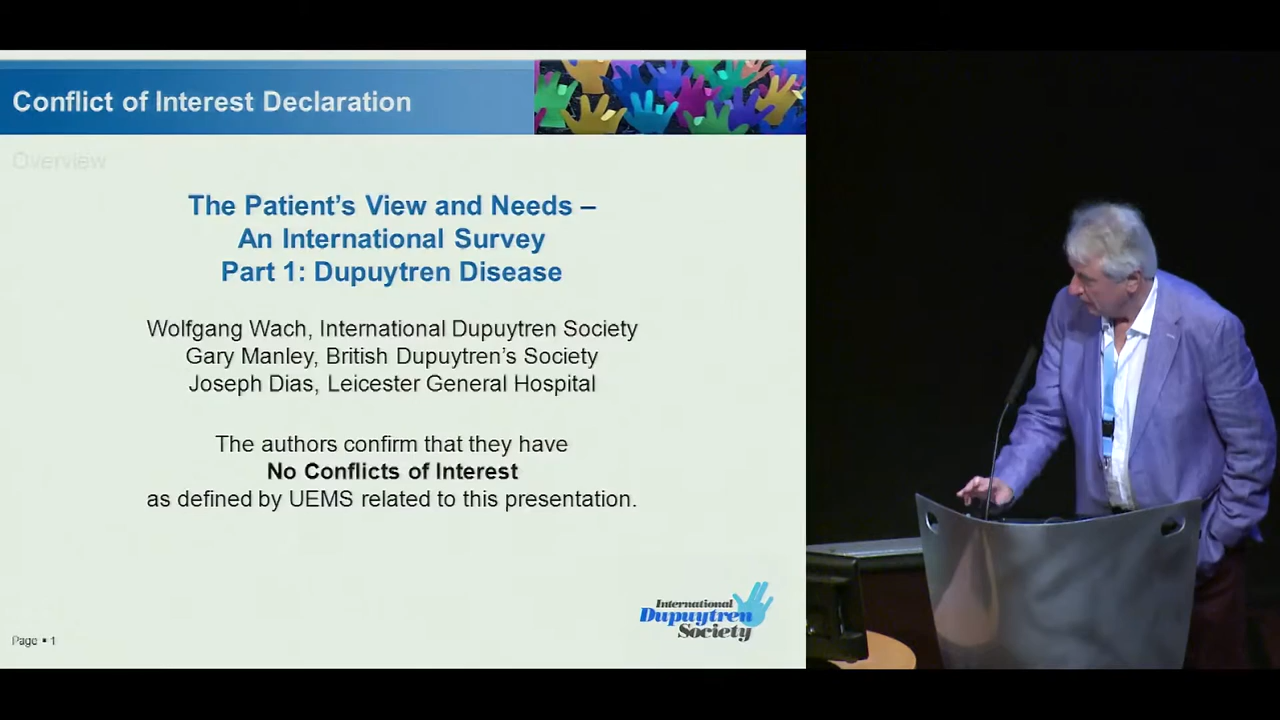 Conflict of Interest Declaration
Overview
The Patient's View and Needs –
An International Survey
Part 1: Dupuytren Disease
Wolfgang Wach, International Dupuytren Society
Gary Manley, British Dupuytren's Society
Joseph Dias, Leicester General Hospital
The authors confirm that they have
No Conflicts of Interest
as defined by UEMS related to this presentation.
International
Dupuytren
Society
Page ▪ 1